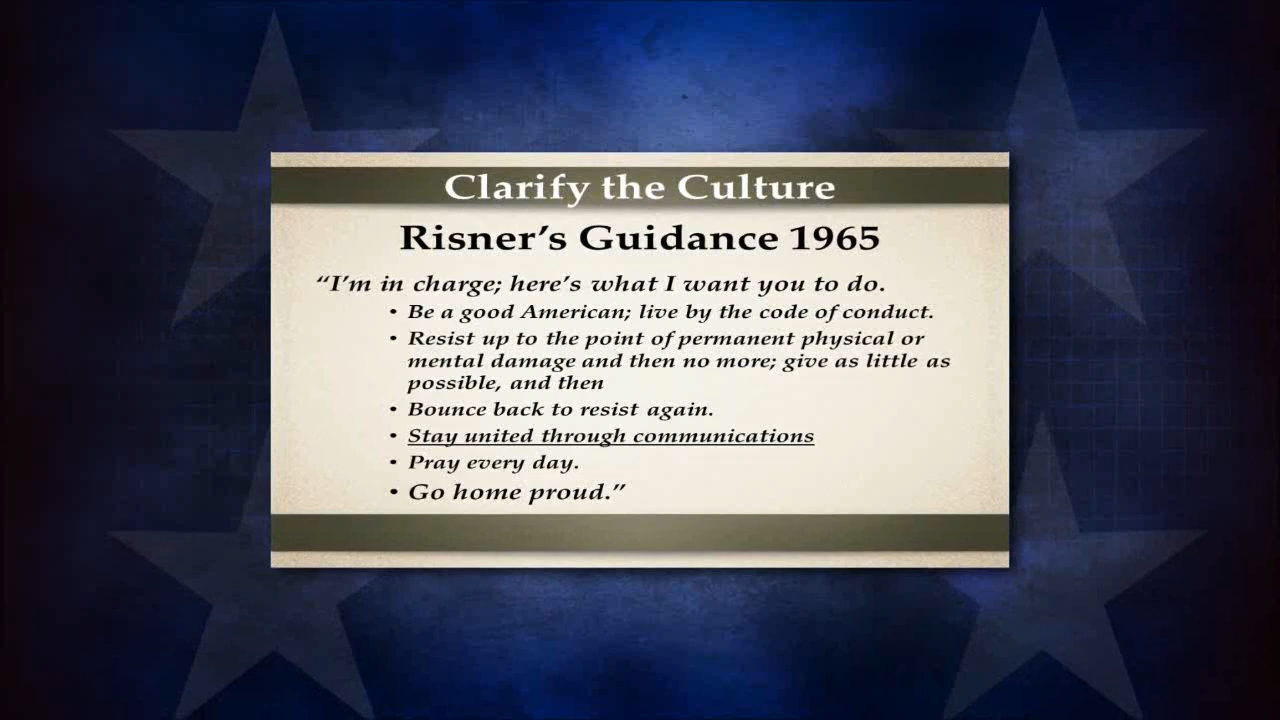 Clarify the Culture
Risner’s Guidance 1965
“I’m in charge; here’s what I want you to do.
• Be a good American; live by the code of conduct.
• Resist up to the point of permanent physical or
mental damage and then no more; give as little as
possible, and then
• Bounce back to resist again.
• Stay united through communications
• Pray every day.
• Go home proud.”